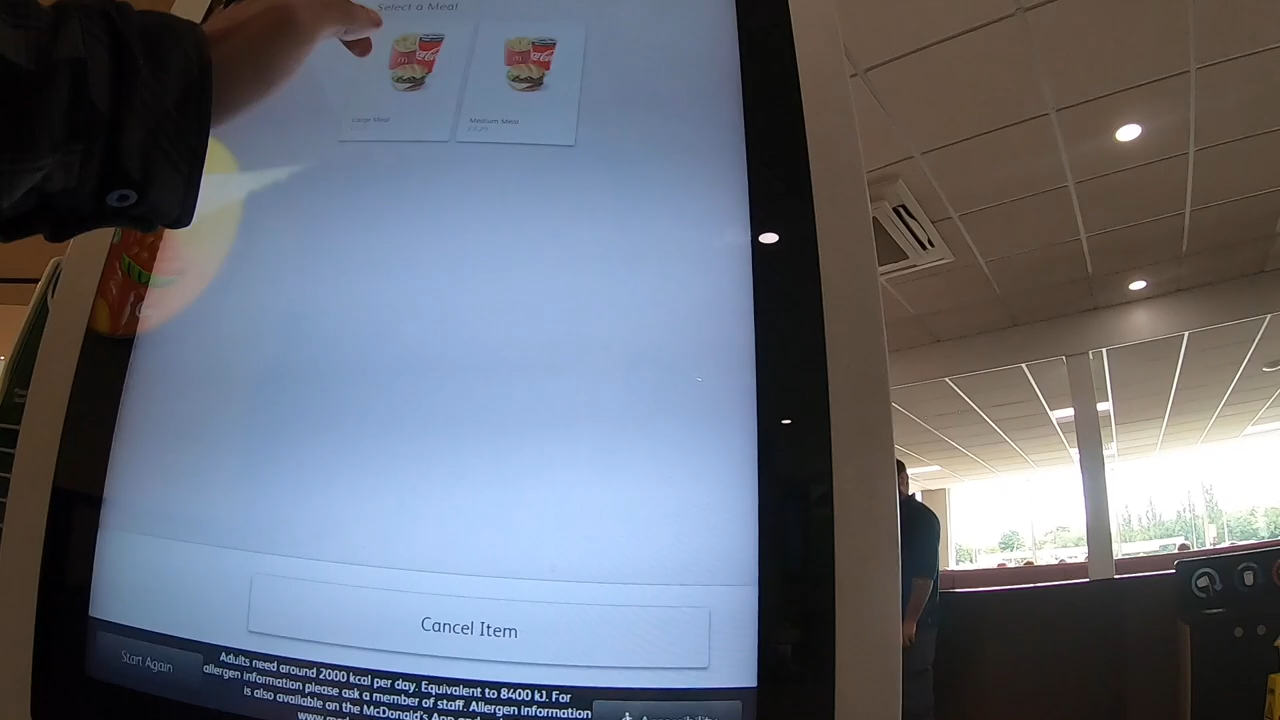 Select a Meal
Large Meal
Medium Meal
Cancel Item
Start Again
Adults need around 2000 kcal per day. Equivalent to 8400 kJ. For
allergen information please ask a member of staff. Allergen information
is also available on the McDonald's App and
Accessibility